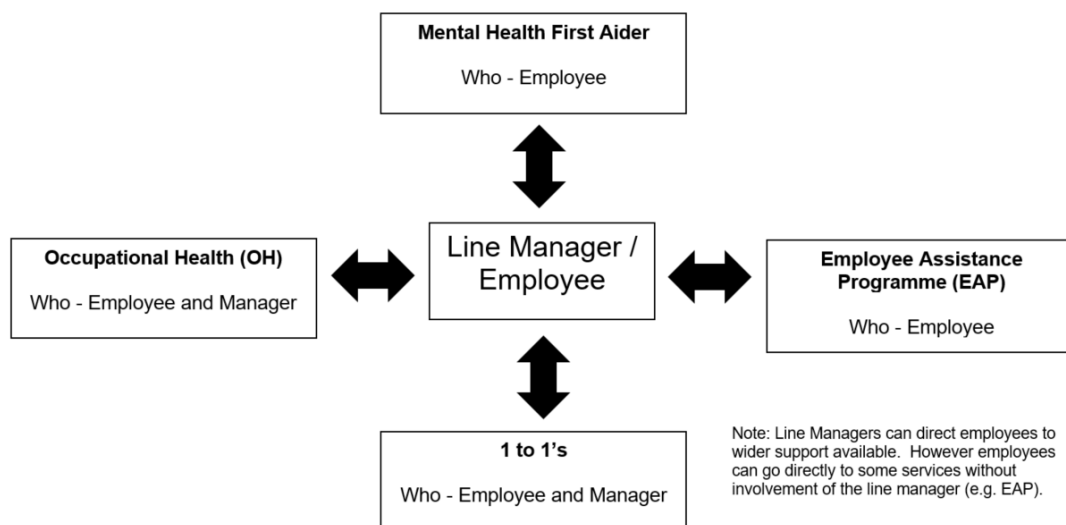 Mental Health First Aider
Who - Employee
Occupational Health (OH)
Who - Employee and Manager
Line Manager /
Employee
Employee Assistance
Programme (EAP)
Who - Employee
1 to 1’s
Who - Employee and Manager
Note: Line Managers can direct employees to
wider support available.  However employees
can go directly to some services without
involvement of the line manager (e.g. EAP).